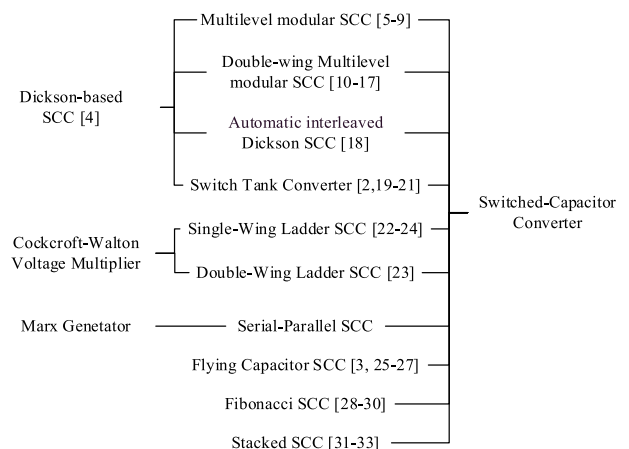 Multilevel modular SCC [5-9]
Double-wing Multilevel
modular SCC [10-17]
Dickson-based
SCC [4]
Automatic interleaved
Dickson SCC [18]
Switch Tank Converter [2,19-21]
Switched-Capacitor
Converter
Single-Wing Ladder SCC [22-24]
Cockcroft-Walton
Voltage Multiplier
Double-Wing Ladder SCC [23]
Marx Genetator
Serial-Parallel SCC
Flying Capacitor SCC [3, 25-27]
Fibonacci SCC [28-30]
Stacked SCC [31-33]